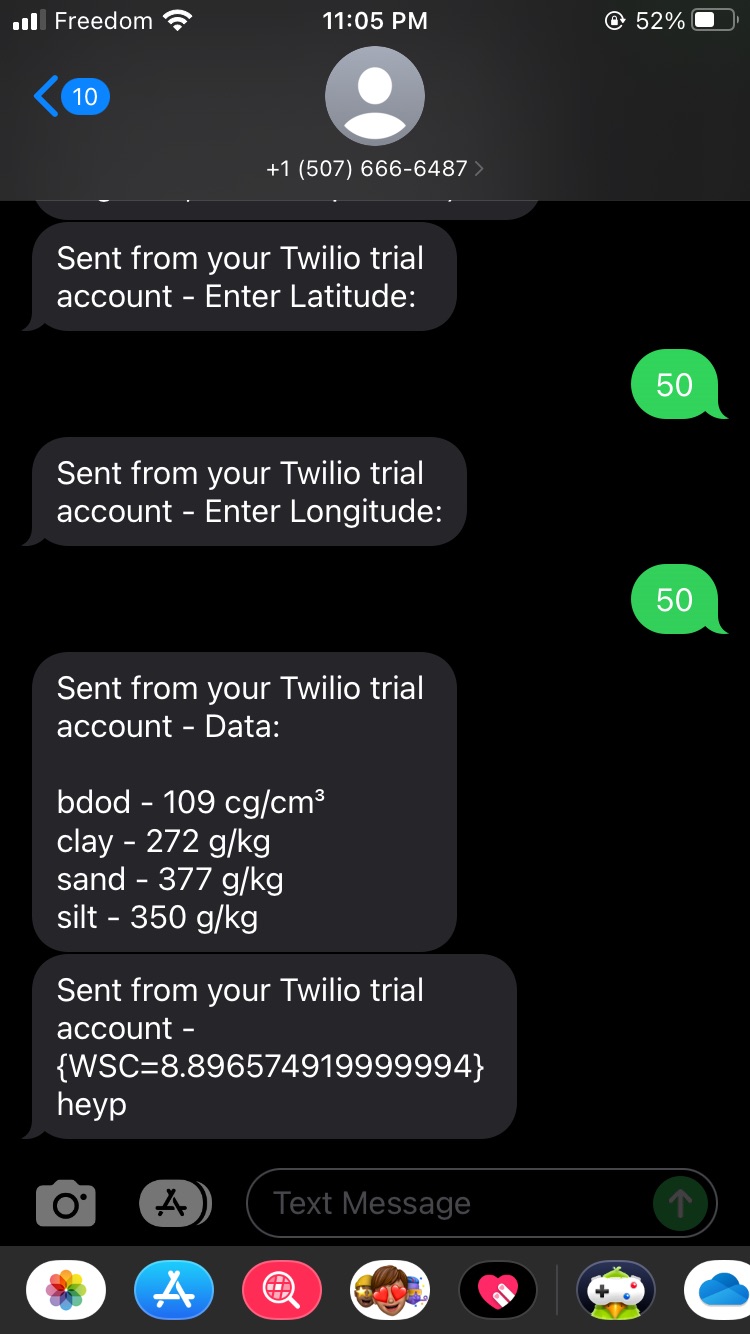 Freedom 11:05 PM 52%
10
+1 (507) 666-6487
Sent from your Twilio trial
account - Enter Latitude:
50
Sent from your Twilio trial
account - Enter Longitude:
50
Sent from your Twilio trial
account - Data:
bdod - 109 cg/cm³
clay - 272 g/kg
sand - 377 g/kg
silt - 350 g/kg
Sent from your Twilio trial
account -
{WSC=8.896574919999994}
heyp
Text Message